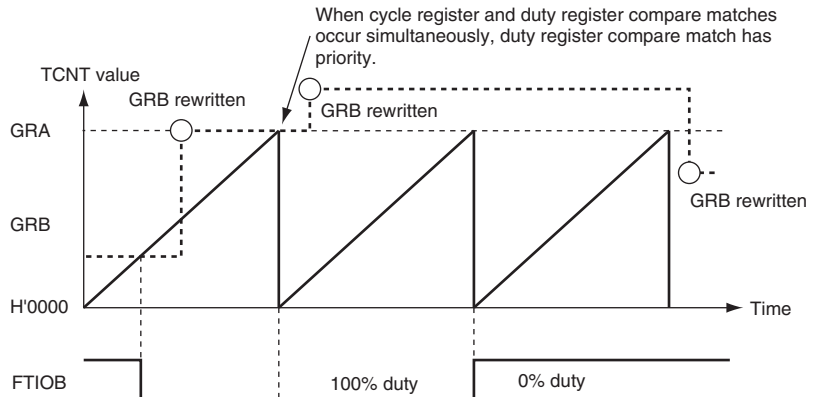 When cycle register and duty register compare matches
occur simultaneously, duty register compare match has
priority.
TCNT value
GRB rewritten
GRB rewritten
GRA
GRB rewritten
GRB
H'0000
Time
FTIOB
100% duty
0% duty